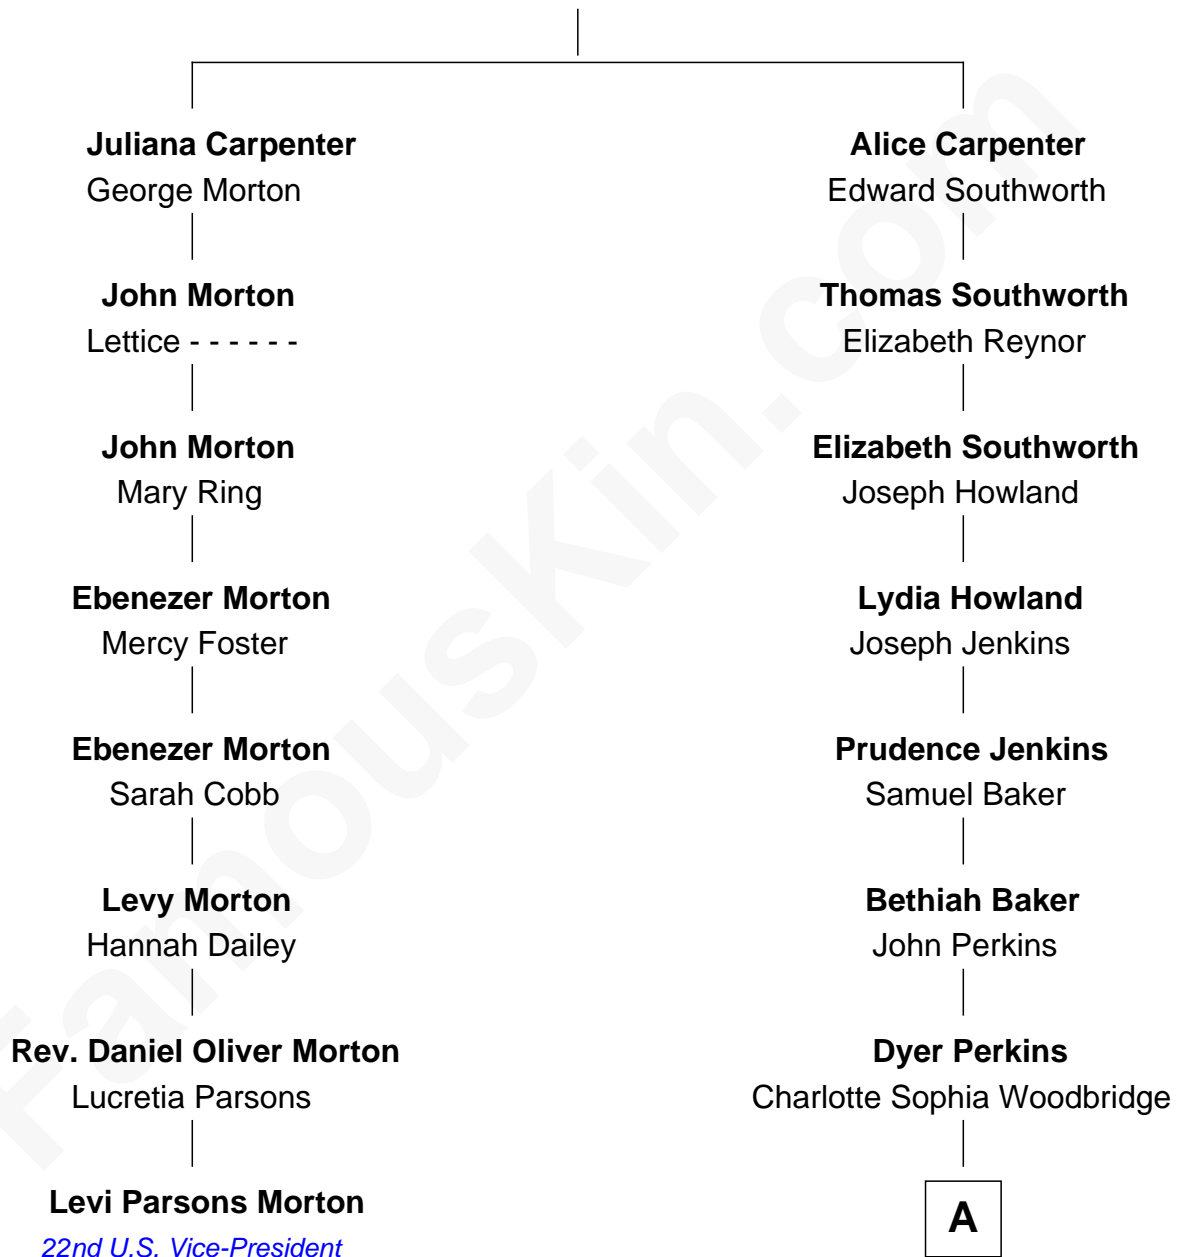 Juliana Carpenter
George Morton
Alice Carpenter
Edward Southworth
John Morton
Lettice - - - - - -
Thomas Southworth
Elizabeth Reynor
John Morton
Mary Ring
Elizabeth Southworth
Joseph Howland
Ebenezer Morton
Mercy Foster
Lydia Howland
Joseph Jenkins
Ebenezer Morton
Sarah Cobb
Prudence Jenkins
Samuel Baker
Levy Morton
Hannah Dailey
Bethiah Baker
John Perkins
Rev. Daniel Oliver Morton
Lucretia Parsons
Dyer Perkins
Charlotte Sophia Woodbridge
Levi Parsons Morton
22nd U.S. Vice-President
A
FamousKin.com